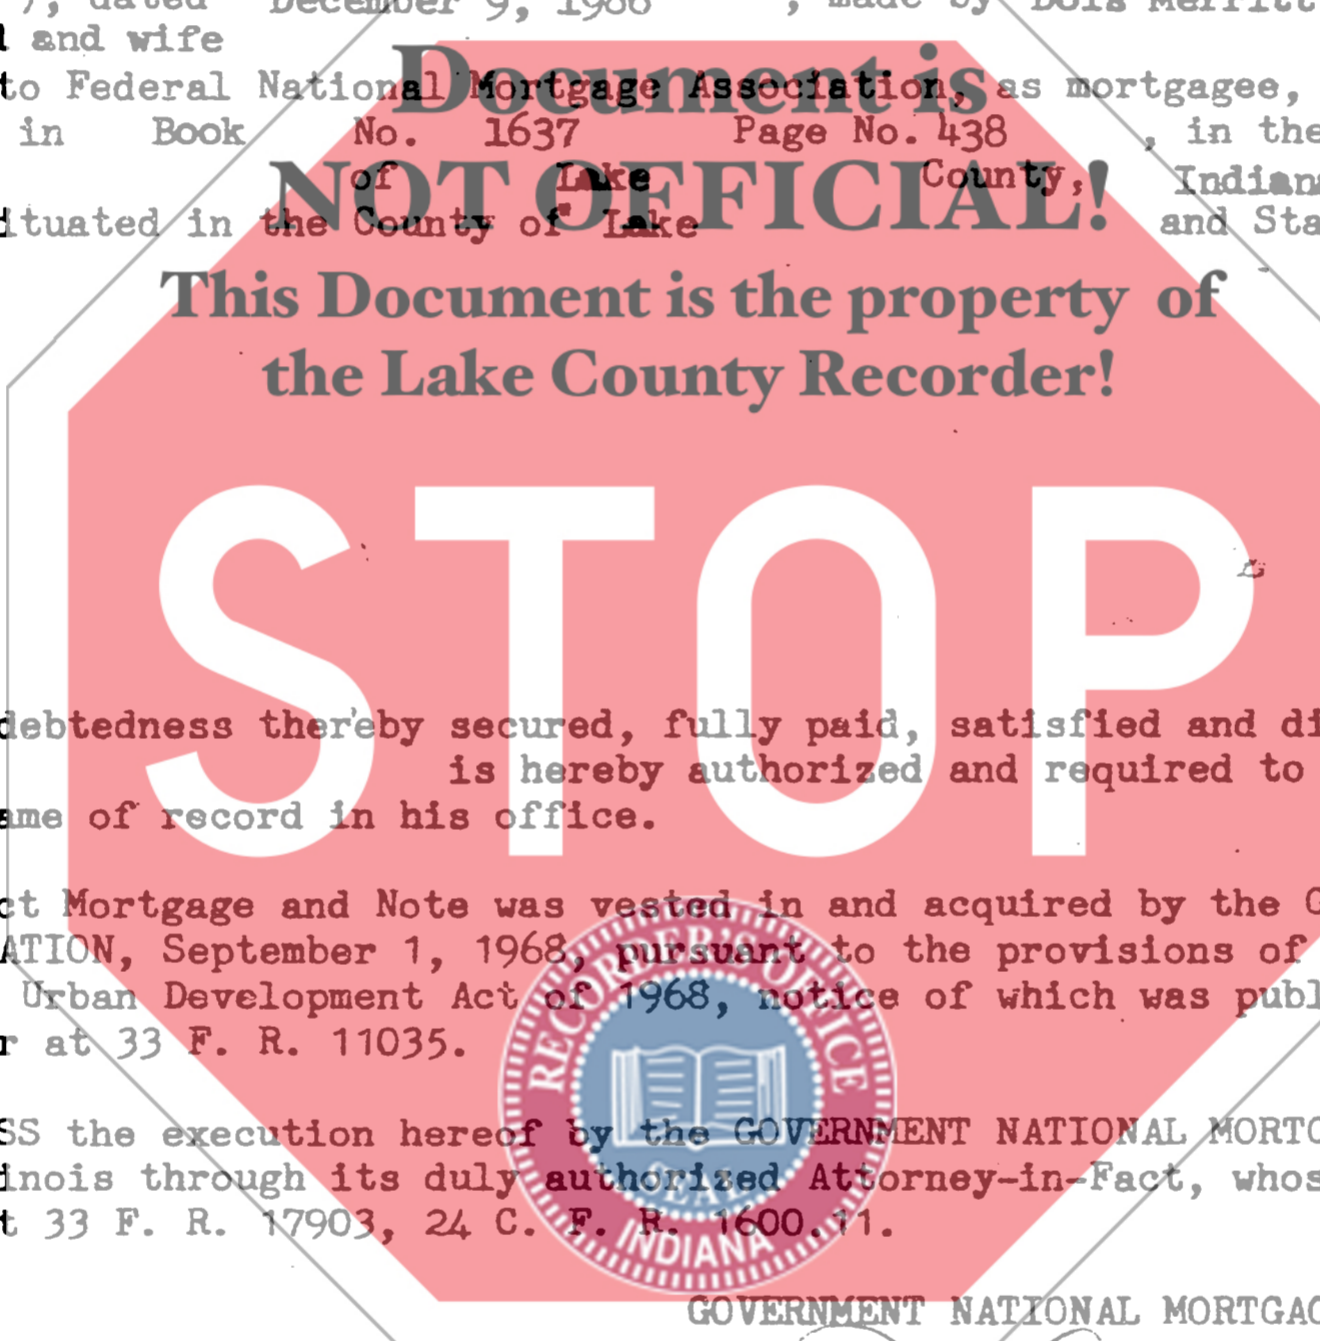 ), dated December 9, 1966 , made by Dois Merritt
and wife
to Federal National Mortgage Association, as mortgagee,
in Book No. 1637 Page No. 438 , in the
of Lake County, Indian
ituated in the County of Lake and Sta
Document is
NOT OFFICIAL!
This Document is the property of
the Lake County Recorder!
STOP
debtedness thereby secured, fully paid, satisfied and di
is hereby authorized and required to
ame of record in his office.
ct Mortgage and Note was vested in and acquired by the G
ATION, September 1, 1968, pursuant to the provisions of
Urban Development Act of 1968, notice of which was publ
r at 33 F. R. 11035.
SS the execution hereof by the GOVERNMENT NATIONAL MORTG
inois through its duly authorized Attorney-in-Fact, whos
t 33 F. R. 17903, 24 C. F. R. 1600.11.
RECORDER'S OFFICE
SEAL
INDIANA
GOVERNMENT NATIONAL MORTGAG